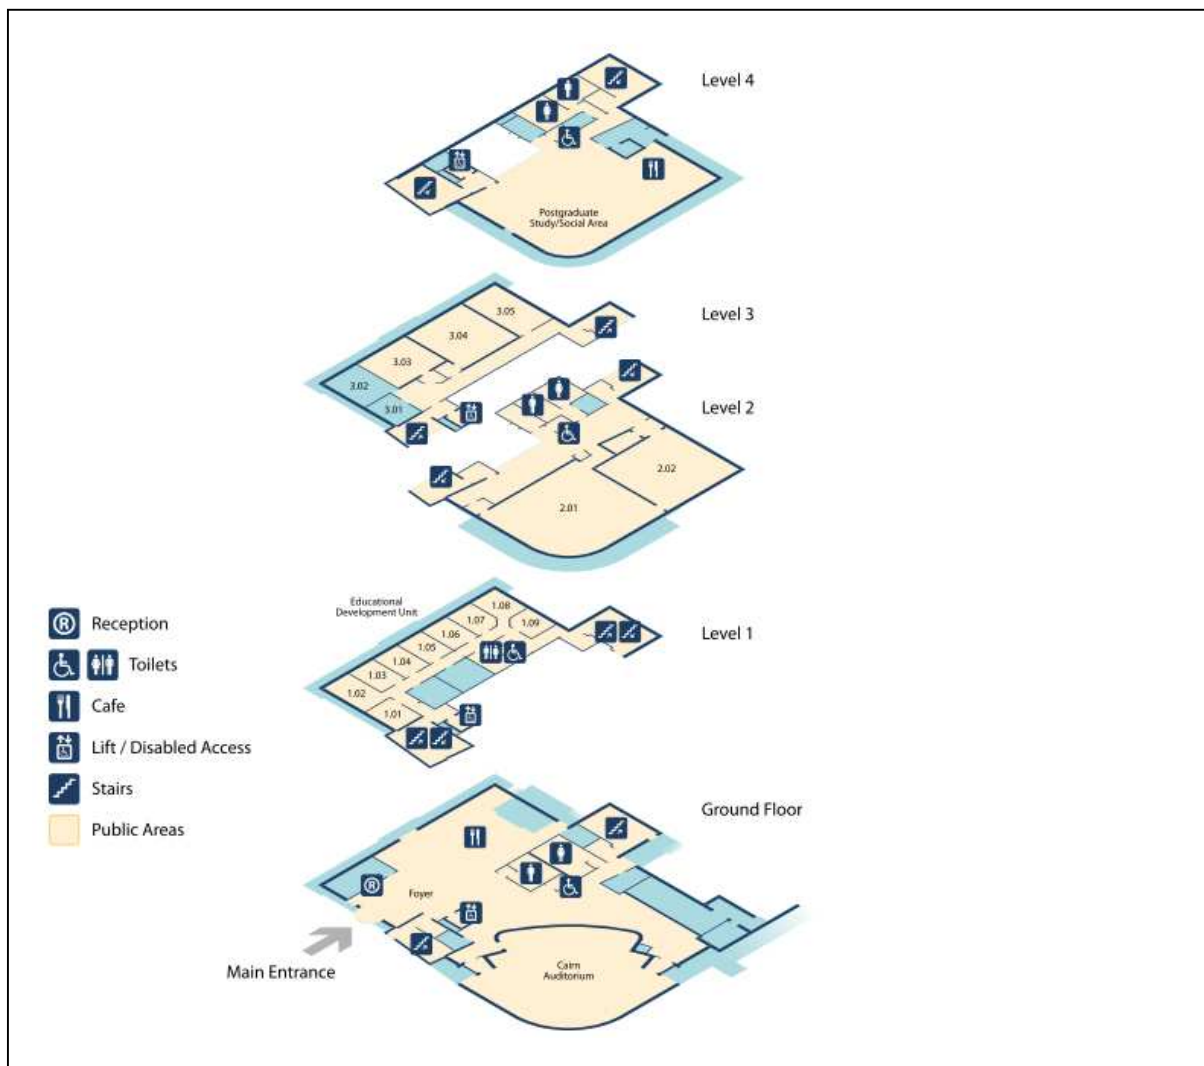 Level 4
Postgraduate
Study/Social Area
Level 3
3.05
3.04
3.03
3.02
3.01
Level 2
2.02
2.01
Educational
Development Unit
1.08
1.07
1.09
1.06
1.05
1.04
1.03
1.02
1.01
Level 1
R Reception
Toilets
Cafe
Lift / Disabled Access
Stairs
Public Areas
Ground Floor
R
Foyer
Main Entrance
Cairn
Auditorium